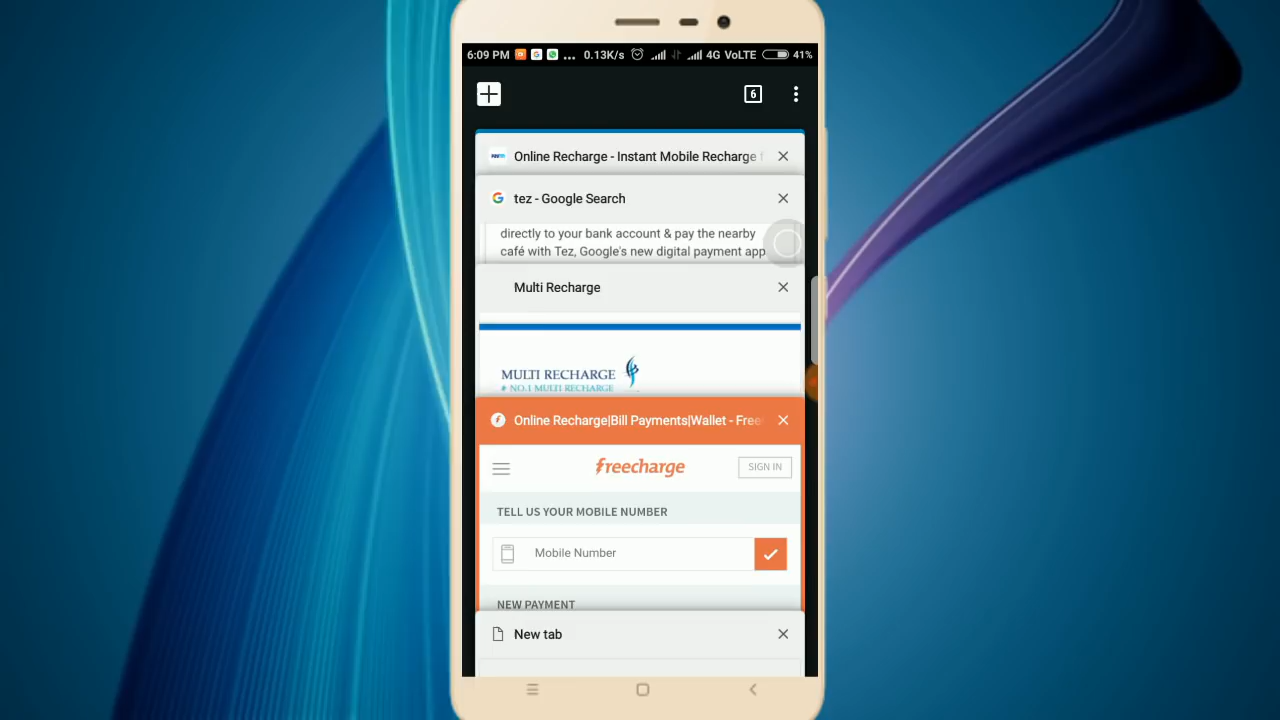 6:09 PM ... 0.13K/s 4G VoLTE 41%
6
Online Recharge - Instant Mobile Recharge
tez - Google Search
directly to your bank account & pay the nearby
café with Tez, Google's new digital payment app
Multi Recharge
MULTI RECHARGE
# NO.1 MULTI RECHARGE
Online Recharge|Bill Payments|Wallet - Free
freecharge
SIGN IN
TELL US YOUR MOBILE NUMBER
Mobile Number
NEW PAYMENT
New tab